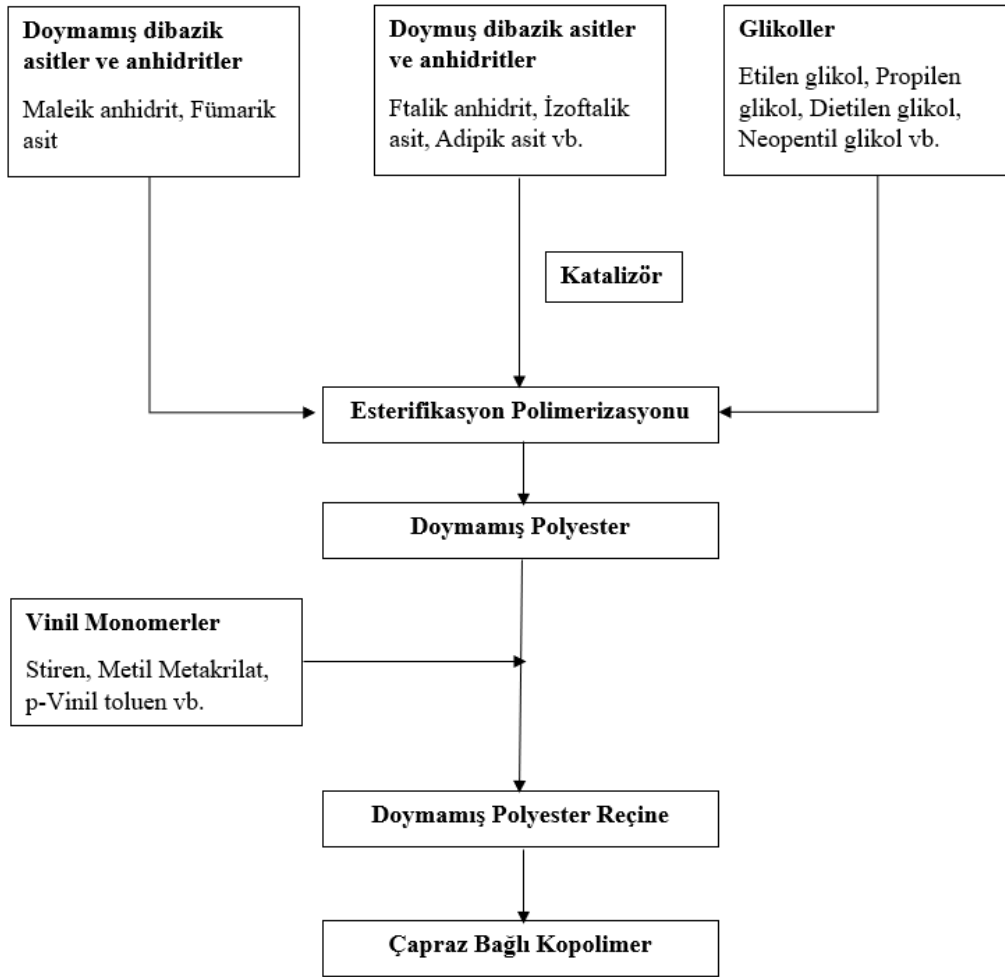 Doymamış dibazik
asitler ve anhidritler
Maleik anhidrit, Fümarik
asit
Doymuş dibazik asitler
ve anhidritler
Ftalik anhidrit, İzoftalik
asit, Adipik asit vb.
Glikoller
Etilen glikol, Propilen
glikol, Dietilen glikol,
Neopentil glikol vb.
Katalizör
Esterifikasyon Polimerizasyonu
Doymamış Polyester
Vinil Monomerler
Stiren, Metil Metakrilat,
p-Vinil toluen vb.
Doymamış Polyester Reçine
Çapraz Bağlı Kopolimer